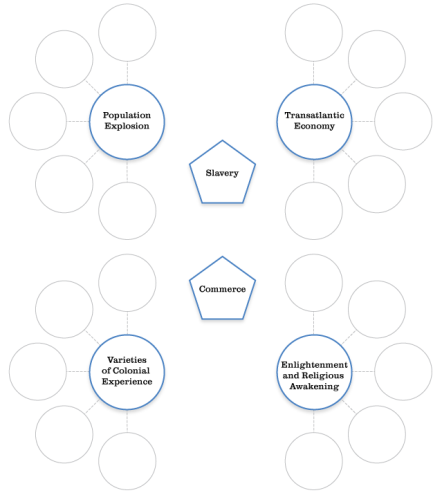 Population
Explosion
Transatlantic
Economy
Slavery
Commerce
Varieties
of Colonial
Experience
Enlightenment
and Religious
Awakening